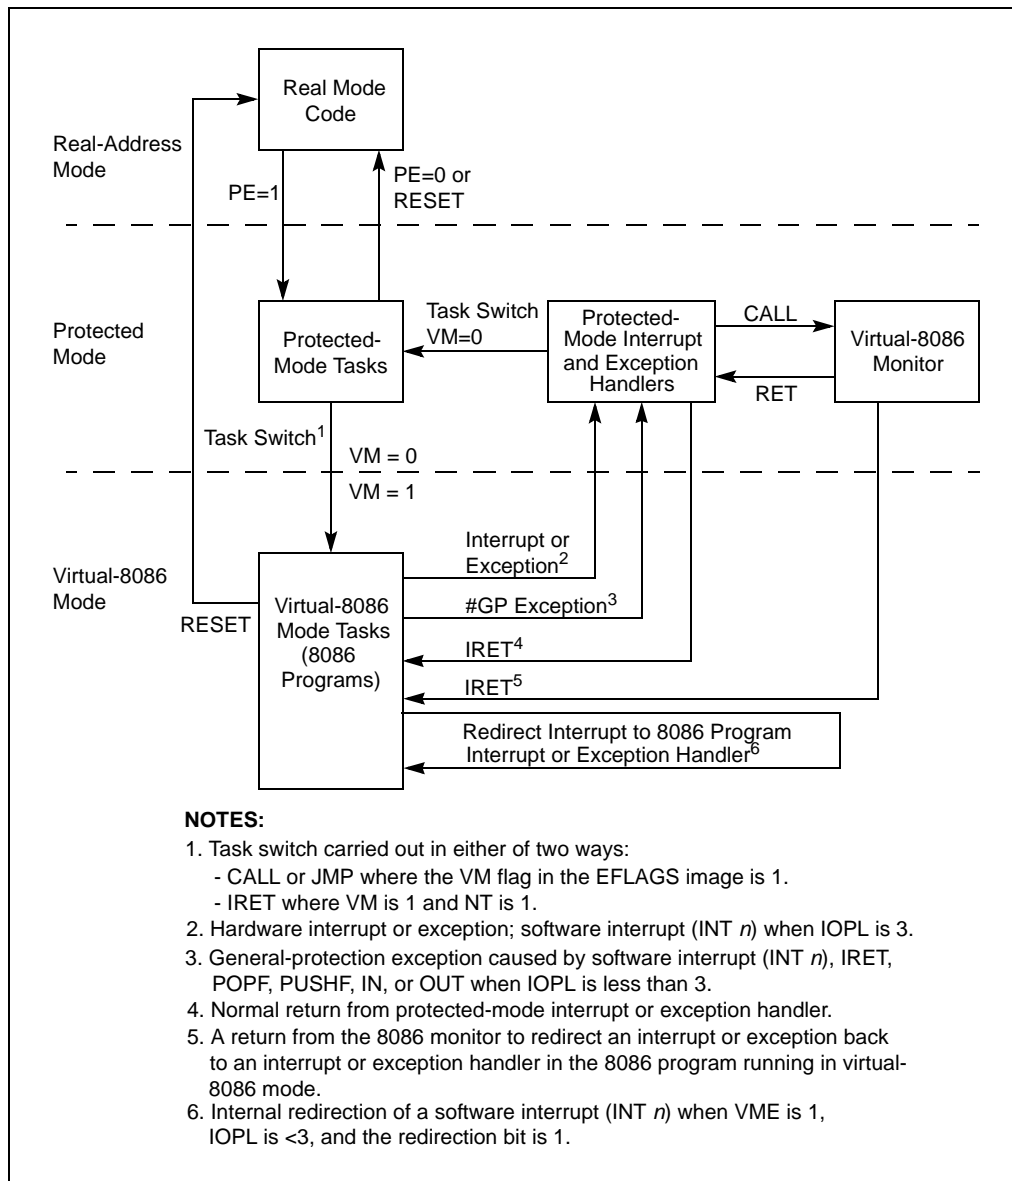 Real Mode
Code
Real-Address
Mode
PE=1
PE=0 or
RESET
Protected
Mode
Protected-
Mode Tasks
Task Switch
VM=0
Protected-
Mode Interrupt
and Exception
Handlers
CALL
RET
Virtual-8086
Monitor
Task Switch1
VM = 0
VM = 1
Virtual-8086
Mode
RESET
Virtual-8086
Mode Tasks
(8086
Programs)
Interrupt or
Exception2
#GP Exception3
IRET4
IRET5
Redirect Interrupt to 8086 Program
Interrupt or Exception Handler6
NOTES:
1. Task switch carried out in either of two ways:
- CALL or JMP where the VM flag in the EFLAGS image is 1.
- IRET where VM is 1 and NT is 1.
2. Hardware interrupt or exception; software interrupt (INT n) when IOPL is 3.
3. General-protection exception caused by software interrupt (INT n), IRET,
POPF, PUSHF, IN, or OUT when IOPL is less than 3.
4. Normal return from protected-mode interrupt or exception handler.
5. A return from the 8086 monitor to redirect an interrupt or exception back
to an interrupt or exception handler in the 8086 program running in virtual-
8086 mode.
6. Internal redirection of a software interrupt (INT n) when VME is 1,
IOPL is <3, and the redirection bit is 1.